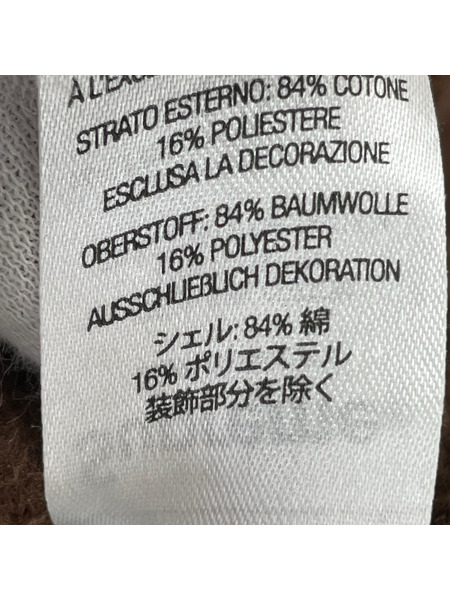 À L'EXC
STRATO ESTERNO: 84% COTONE
16% POLIESTERE
ESCLUSA LA DECORAZIONE
OBERSTOFF: 84% BAUMWOLLE
16% POLYESTER
AUSSCHLIEßLICH DEKORATION
シェル: 84% 綿
16% ポリエステル
装飾部分を除く